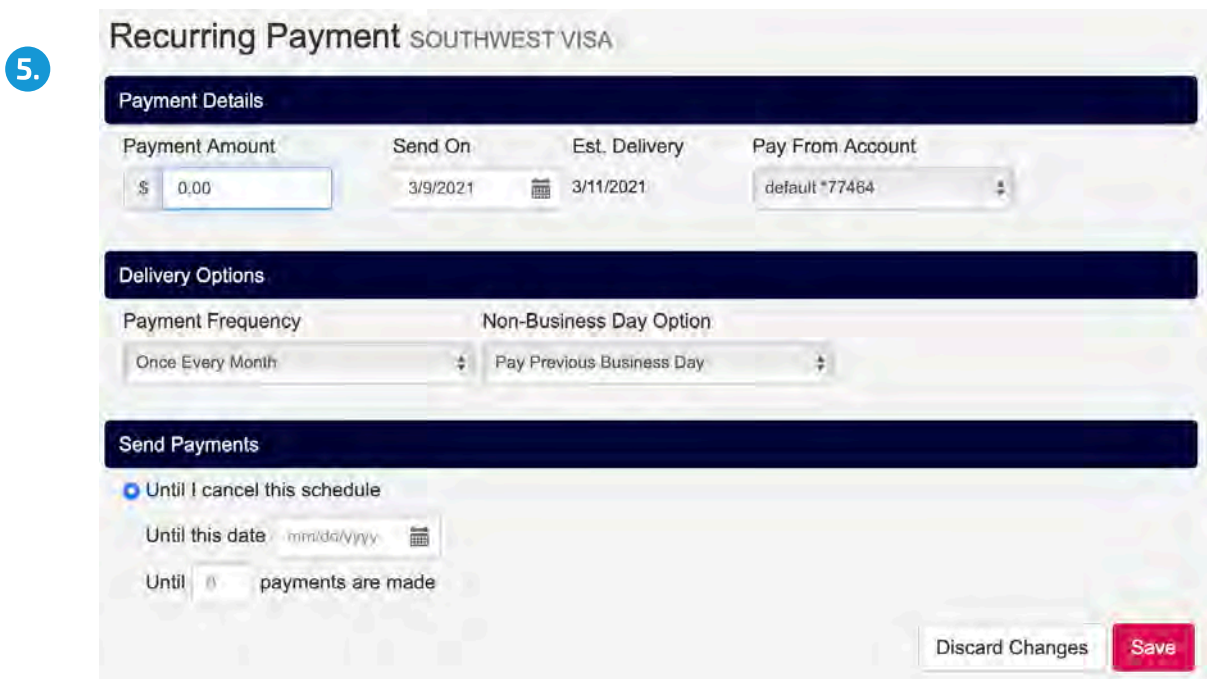 5.
Recurring Payment SOUTHWEST VISA
Payment Details
Payment Amount Send On Est. Delivery Pay From Account
$ 0.00 3/9/2021 3/11/2021 default *77464
Delivery Options
Payment Frequency Non-Business Day Option
Once Every Month Pay Previous Business Day
Send Payments
Until I cancel this schedule
Until this date mm/dd/yyyy
Until 0 payments are made
Discard Changes Save